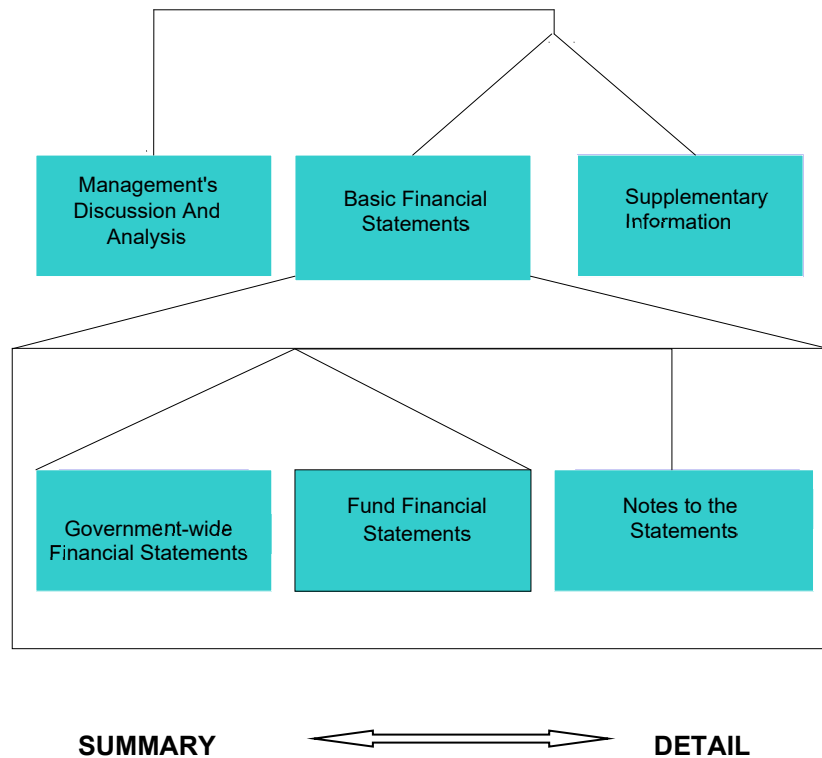 Management's
Discussion And
Analysis
Basic Financial
Statements
Supplementary
Information
Government-wide
Financial Statements
Fund Financial
Statements
Notes to the
Statements
SUMMARY
DETAIL